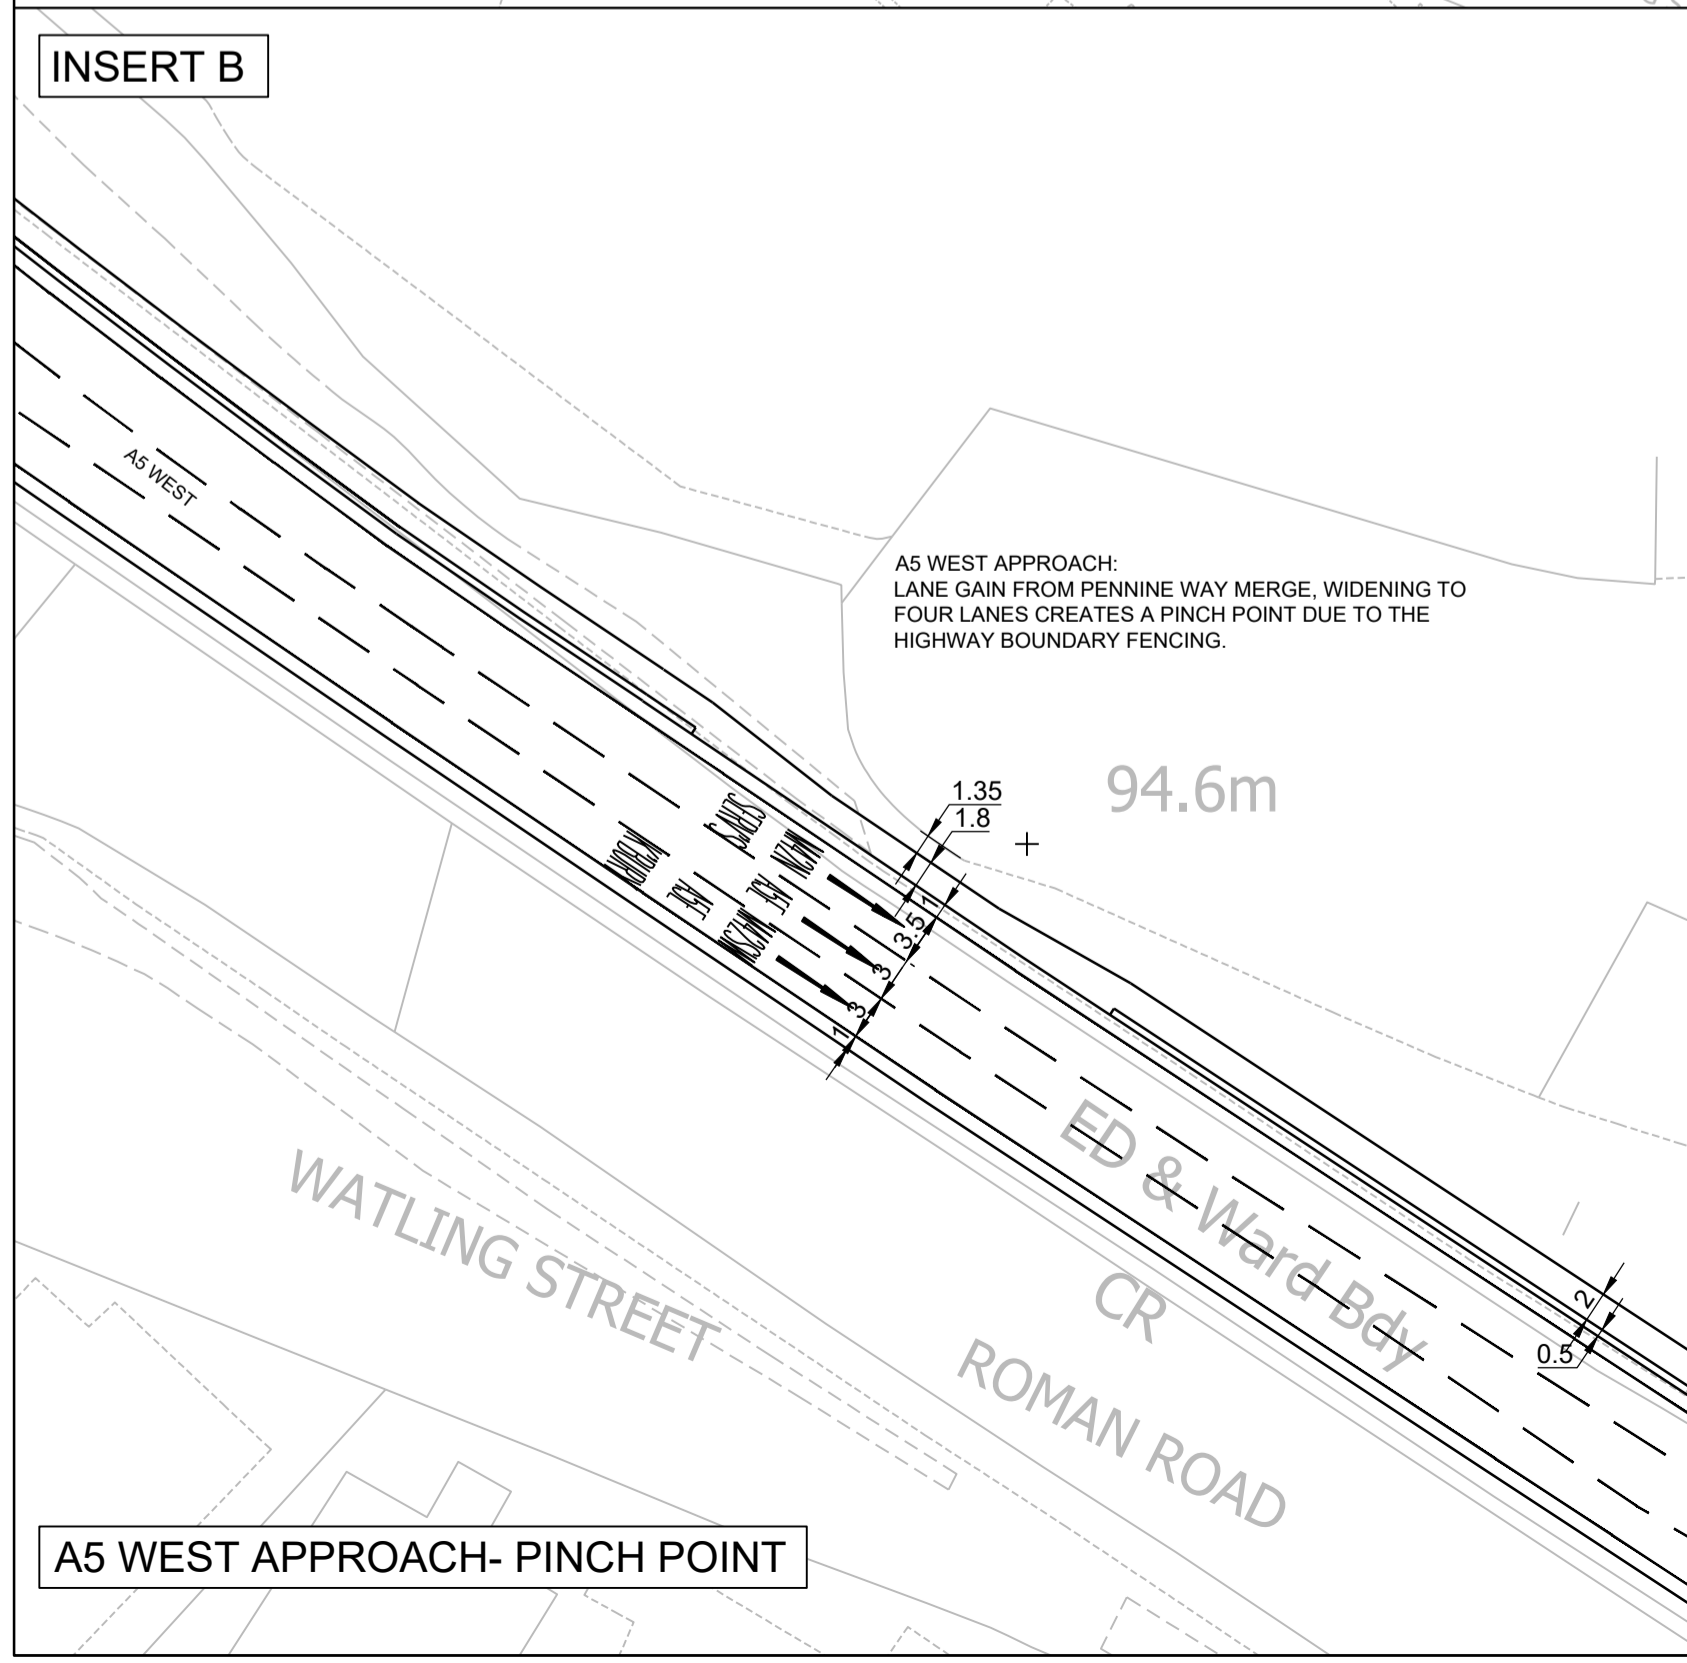 INSERT B
A5 WEST
A5 WEST APPROACH:
LANE GAIN FROM PENNINE WAY MERGE, WIDENING TO
FOUR LANES CREATES A PINCH POINT DUE TO THE
HIGHWAY BOUNDARY FENCING.
94.6m
1.35
1.8
1
3.5
3
3
1
ED & Ward Bdy
CR
WATLING STREET
ROMAN ROAD
2
0.5
A5 WEST APPROACH- PINCH POINT